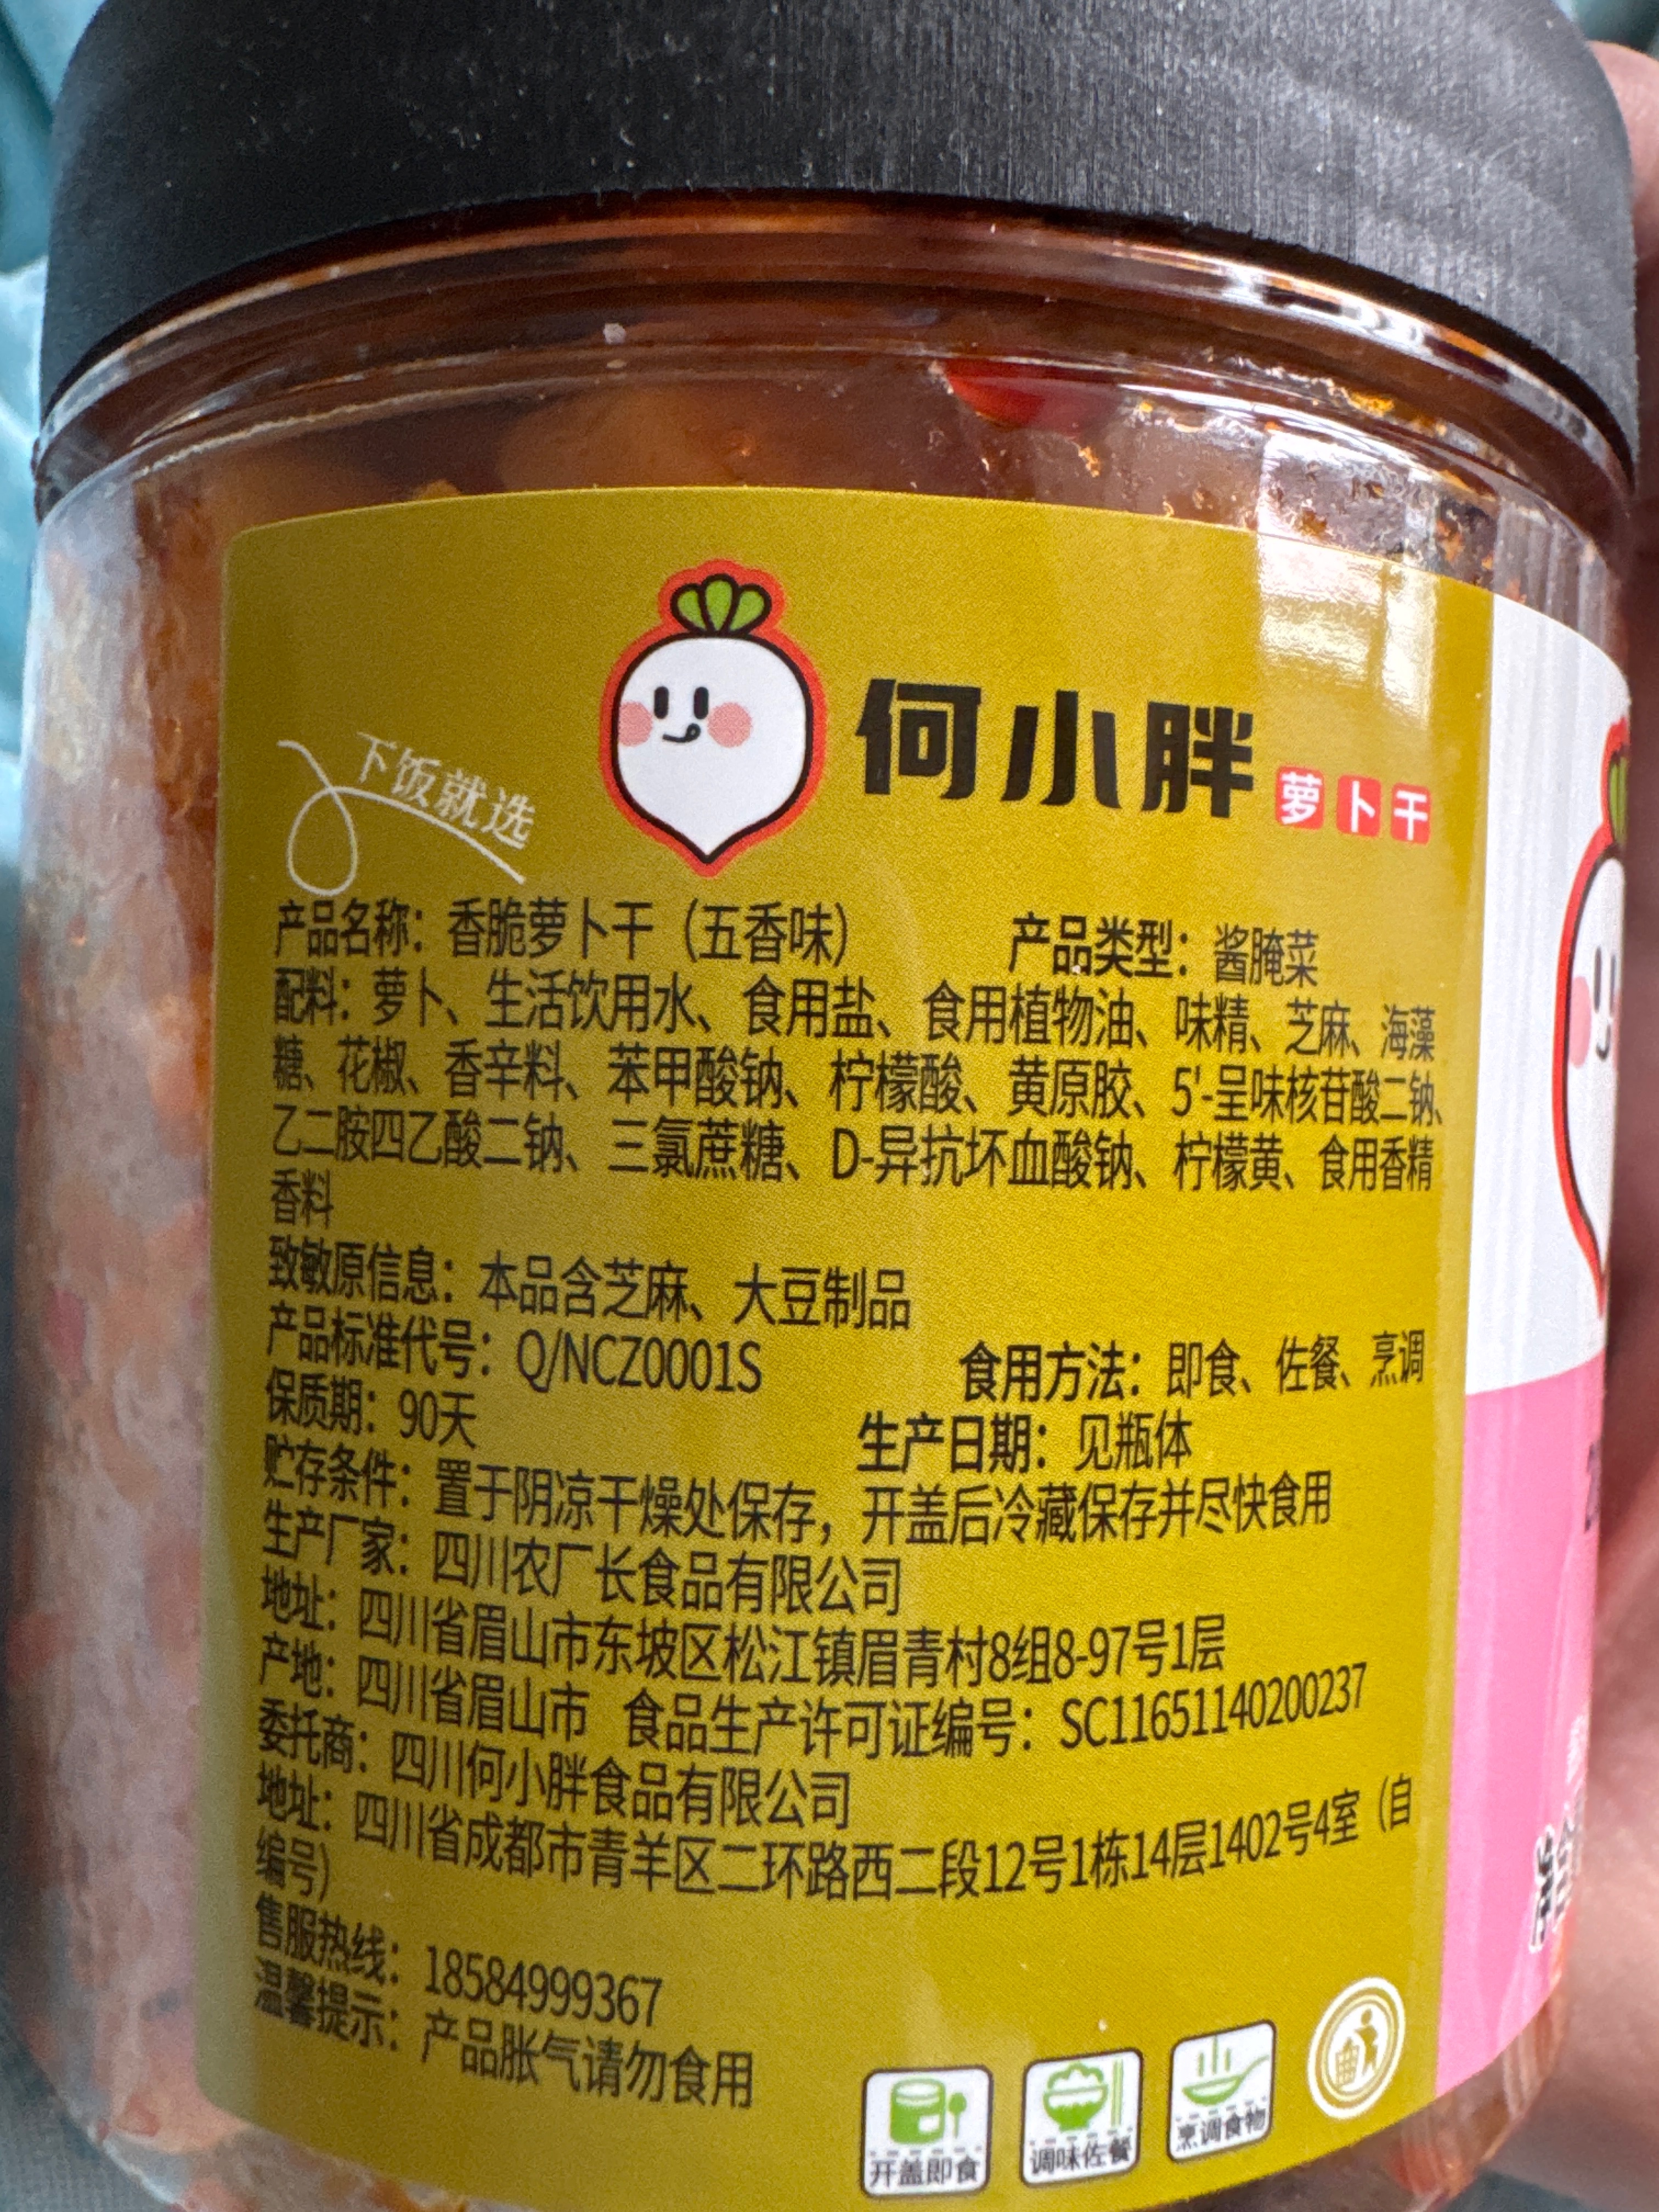 下饭就选
何小胖 萝卜干
产品名称：香脆萝卜干（五香味） 产品类型：酱腌菜
配料：萝卜、生活饮用水、食用盐、食用植物油、味精、芝麻、海藻
糖、花椒、香辛料、苯甲酸钠、柠檬酸、黄原胶、5'-呈味核苷酸二钠、
乙二胺四乙酸二钠、三氯蔗糖、D-异抗坏血酸钠、柠檬黄、食用香精
香料
致敏原信息：本品含芝麻、大豆制品
产品标准代号：Q/NCZ0001S 食用方法：即食、佐餐、烹调
保质期：90天 生产日期：见瓶体
贮存条件：置于阴凉干燥处保存，开盖后冷藏保存并尽快食用
生产厂家：四川农厂长食品有限公司
地址：四川省眉山市东坡区松江镇眉青村8组8-97号1层
产地：四川省眉山市 食品生产许可证编号：SC11651140200237
委托商：四川何小胖食品有限公司
地址：四川省成都市青羊区二环路西二段12号1栋14层1402号4室（自
编号）
售服热线：18584999367
温馨提示：产品胀气请勿食用
开盖即食 调味佐餐 烹调食物
净